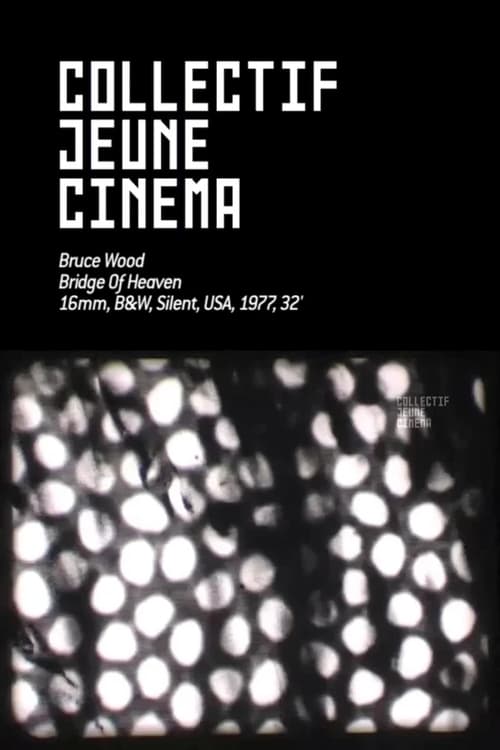 COLLECTIF
JEUNE
CINEMA
Bruce Wood
Bridge Of Heaven
16mm, B&W, Silent, USA, 1977, 32'
COLLECTIF
JEUNE
CINEMA